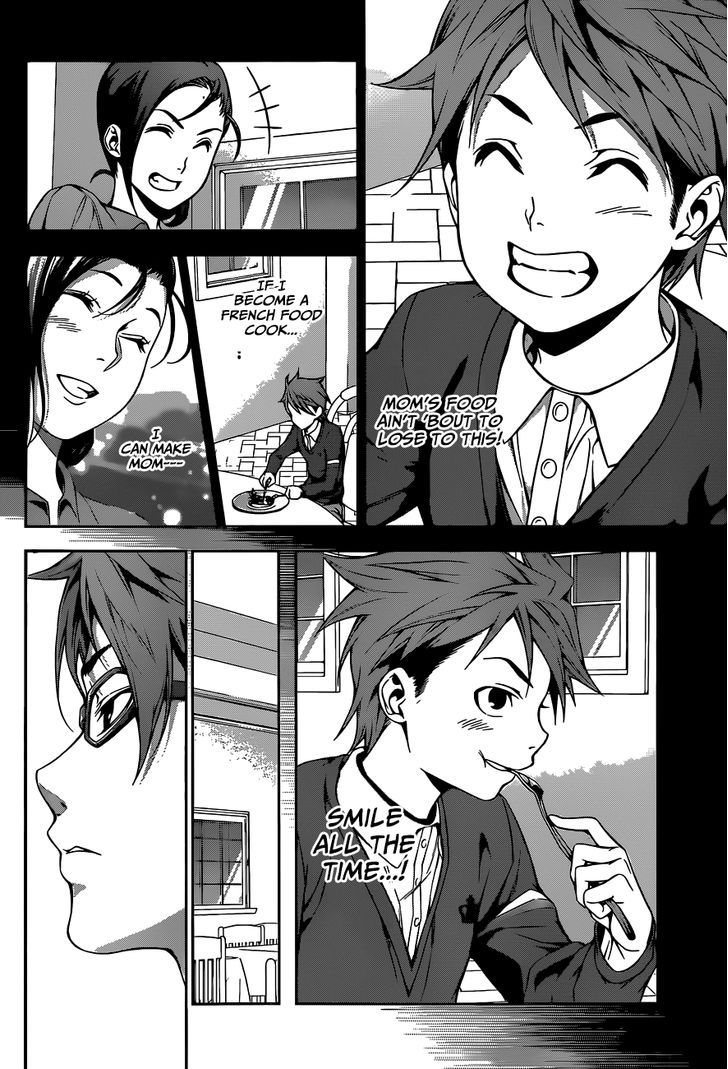 MOM'S FOOD
AIN'T 'BOUT TO
LOSE TO THIS!
IF I
BECOME A
FRENCH FOOD
COOK...
I
CAN MAKE
MOM---
SMILE
ALL THE
TIME...!